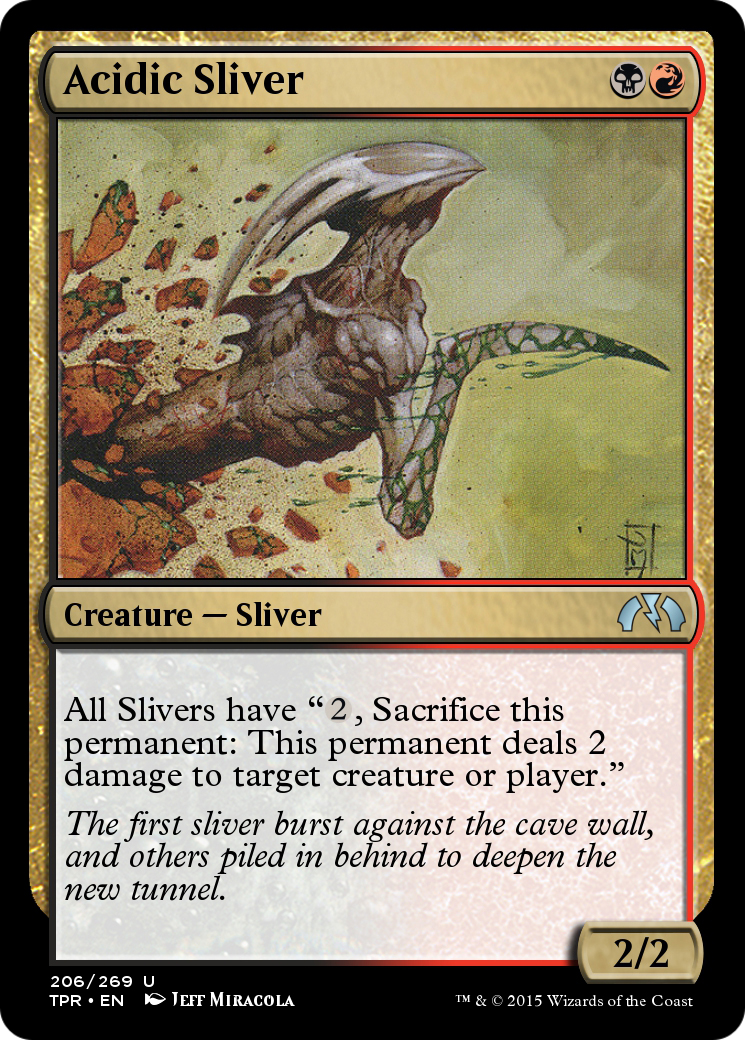 Acidic Sliver
Creature — Sliver
All Slivers have “2, Sacrifice this
permanent: This permanent deals 2
damage to target creature or player.”
The first sliver burst against the cave wall,
and others piled in behind to deepen the
new tunnel.
2/2
206/269 U
TPR • EN Jeff Miracola
™ & © 2015 Wizards of the Coast